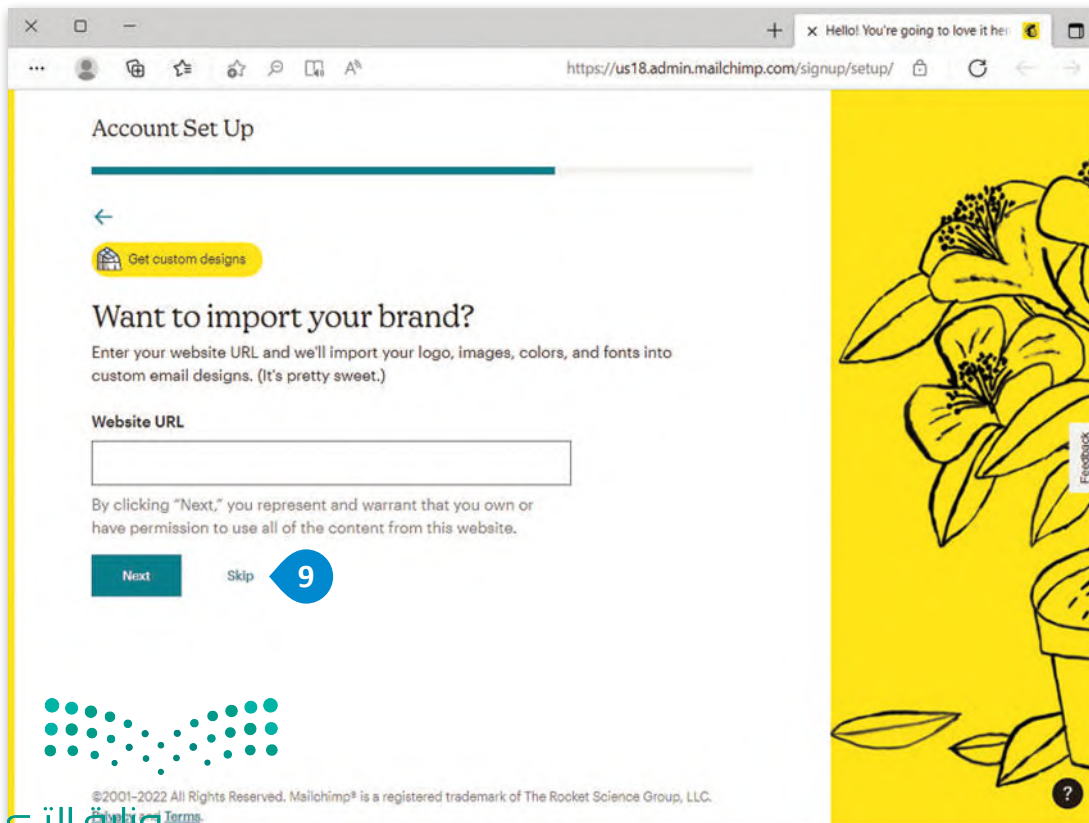 Hello! You're going to love it her
https://us18.admin.mailchimp.com/signup/setup/
Account Set Up
Get custom designs
Want to import your brand?
Enter your website URL and we'll import your logo, images, colors, and fonts into
custom email designs. (It's pretty sweet.)
Website URL
By clicking "Next," you represent and warrant that you own or
have permission to use all of the content from this website.
Next
Skip
9
Feedback
?
©2001–2022 All Rights Reserved. Mailchimp® is a registered trademark of The Rocket Science Group, LLC.
Privacy and Terms.